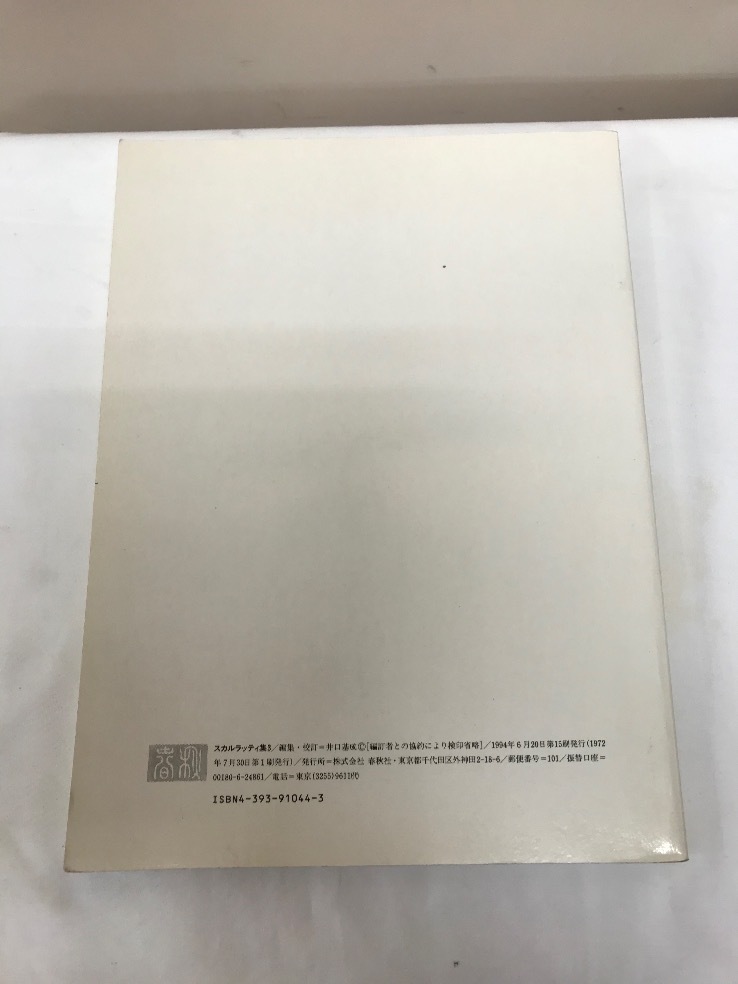 スカルラッティ集3/編集・校訂=井口基成Ⓒ[編訂者との協約により検印省略]/1994年6月20日第15刷発行(1972
年7月30日第1刷発行)/発行所=株式会社 春秋社・東京都千代田区外神田2-18-6/郵便番号=101/振替口座=
00180-6-24861/電話=東京(3255)9611㈹
ISBN4-393-91044-3
春秋